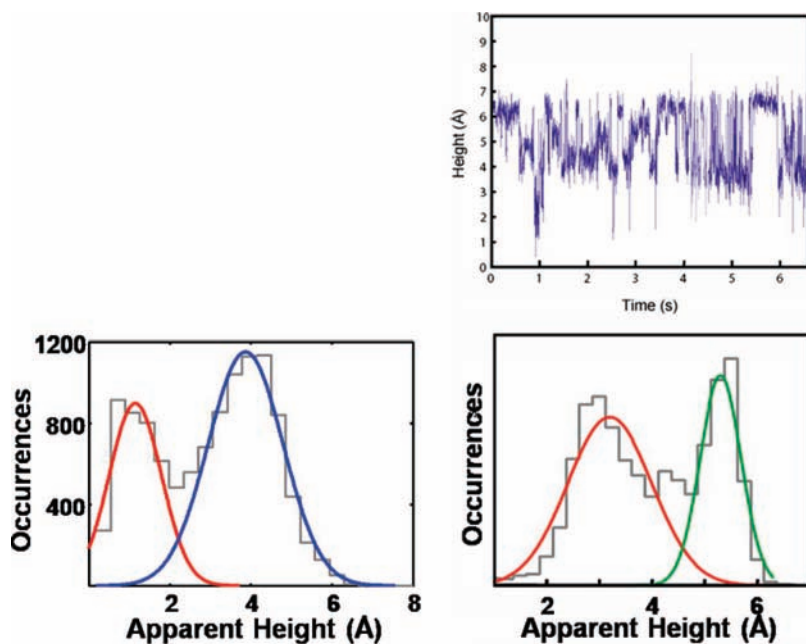 10
9
8
7
6
5
4
3
2
1
0
Height (Å)
0 1 2 3 4 5 6
Time (s)
1200
800
400
Occurrences
2 4 6 8
Apparent Height (Å)
Occurrences
2 4 6
Apparent Height (Å)